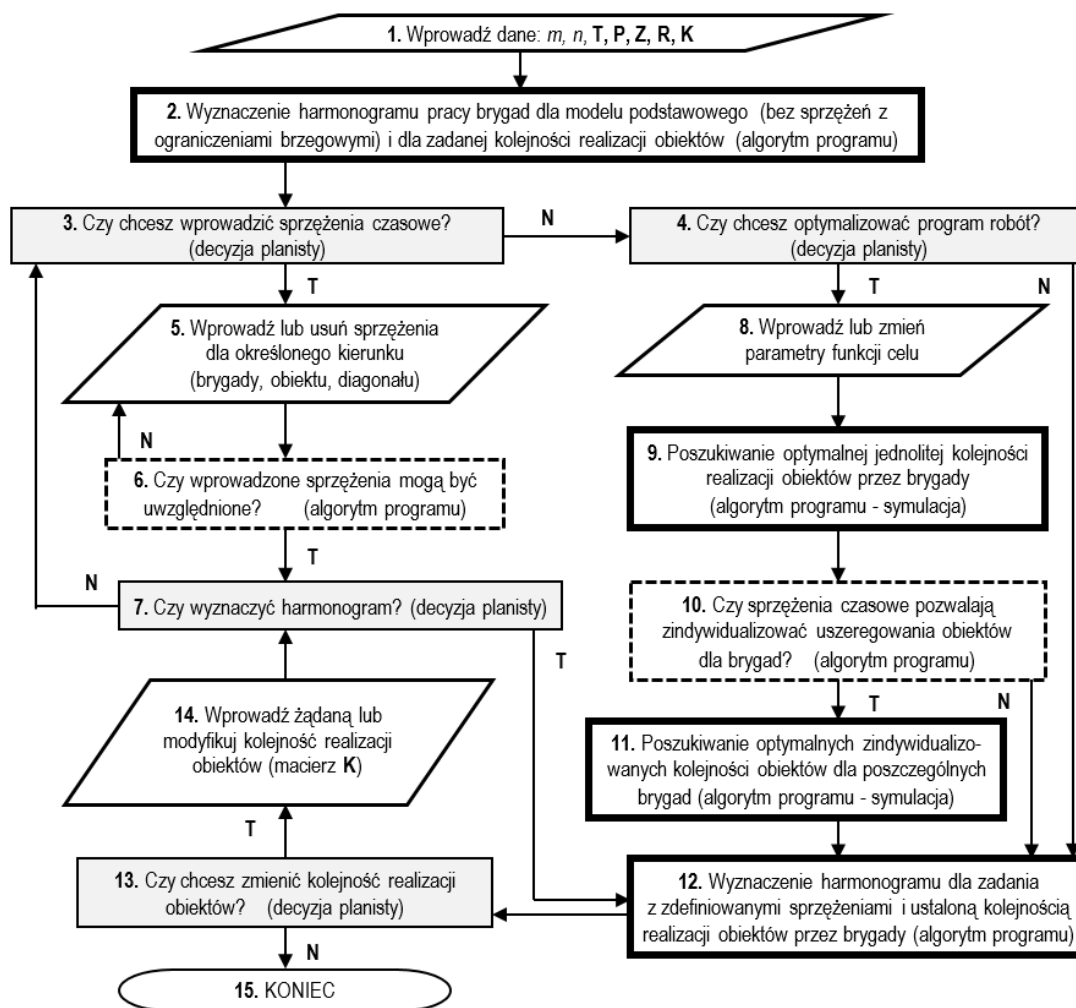 1. Wprowadź dane: m, n, T, P, Z, R, K
2. Wyznaczenie harmonogramu pracy brygad dla modelu podstawowego (bez sprzężeń z
ograniczeniami brzegowymi) i dla zadanej kolejności realizacji obiektów (algorytm programu)
3. Czy chcesz wprowadzić sprzężenia czasowe?
(decyzja planisty)
N
4. Czy chcesz optymalizować program robót?
(decyzja planisty)
T
T
N
5. Wprowadź lub usuń sprzężenia
dla określonego kierunku
(brygady, obiektu, diagonału)
8. Wprowadź lub zmień
parametry funkcji celu
N
6. Czy wprowadzone sprzężenia mogą być
uwzględnione? (algorytm programu)
9. Poszukiwanie optymalnej jednolitej kolejności
realizacji obiektów przez brygady
(algorytm programu - symulacja)
T
N
7. Czy wyznaczyć harmonogram? (decyzja planisty)
10. Czy sprzężenia czasowe pozwalają
zindywidualizować uszeregowania obiektów
dla brygad? (algorytm programu)
T
T
N
14. Wprowadź żądaną lub
modyfikuj kolejność realizacji
obiektów (macierz K)
11. Poszukiwanie optymalnych zindywidualizo-
wanych kolejności obiektów dla poszczególnych
brygad (algorytm programu - symulacja)
T
13. Czy chcesz zmienić kolejność realizacji
obiektów? (decyzja planisty)
12. Wyznaczenie harmonogramu dla zadania
z zdefiniowanymi sprzężeniami i ustaloną kolejnością
realizacji obiektów przez brygady (algorytm programu)
N
15. KONIEC